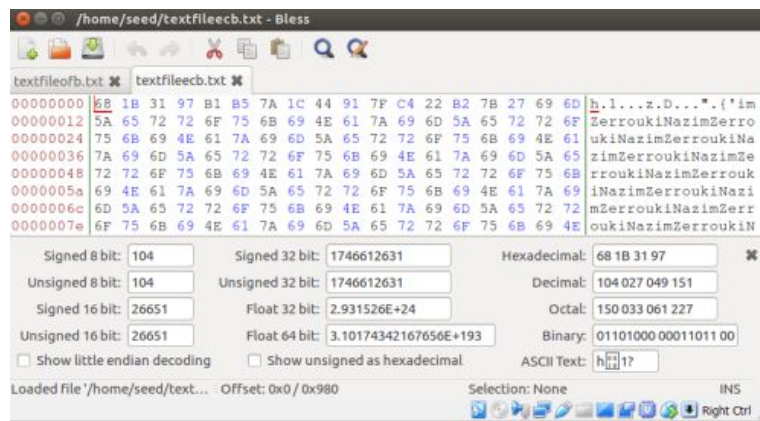 /home/seed/textfileecb.txt - Bless
textfileofb.txt ✖ textfileecb.txt ✖
00000000 68 1B 31 97 B1 B5 7A 1C 44 91 7F C4 22 B2 7B 27 69 6D h.1...z.D...".{'im
00000012 5A 65 72 72 6F 75 6B 69 4E 61 7A 69 6D 5A 65 72 72 6F ZerroukiNazimZerro
00000024 75 6B 69 4E 61 7A 69 6D 5A 65 72 72 6F 75 6B 69 4E 61 ukiNazimZerroukiNa
00000036 7A 69 6D 5A 65 72 72 6F 75 6B 69 4E 61 7A 69 6D 5A 65 zimZerroukiNazimZe
00000048 72 72 6F 75 6B 69 4E 61 7A 69 6D 5A 65 72 72 6F 75 6B rroukiNazimZerrouk
0000005a 69 4E 61 7A 69 6D 5A 65 72 72 6F 75 6B 69 4E 61 7A 69 iNazimZerroukiNazi
0000006c 6D 5A 65 72 72 6F 75 6B 69 4E 61 7A 69 6D 5A 65 72 72 mZerroukiNazimZerr
0000007e 6F 75 6B 69 4E 61 7A 69 6D 5A 65 72 72 6F 75 6B 69 4E oukiNazimZerroukiN
Signed 8 bit: 104 Signed 32 bit: 1746612631 Hexadecimal: 68 1B 31 97
Unsigned 8 bit: 104 Unsigned 32 bit: 1746612631 Decimal: 104 027 049 151
Signed 16 bit: 26651 Float 32 bit: 2.931526E+24 Octal: 150 033 061 227
Unsigned 16 bit: 26651 Float 64 bit: 3.10174342167656E+193 Binary: 01101000 00011011 00
Show little endian decoding Show unsigned as hexadecimal ASCII Text: h1?
Loaded file '/home/seed/text... Offset: 0x0 / 0x980 Selection: None INS
Right Ctrl